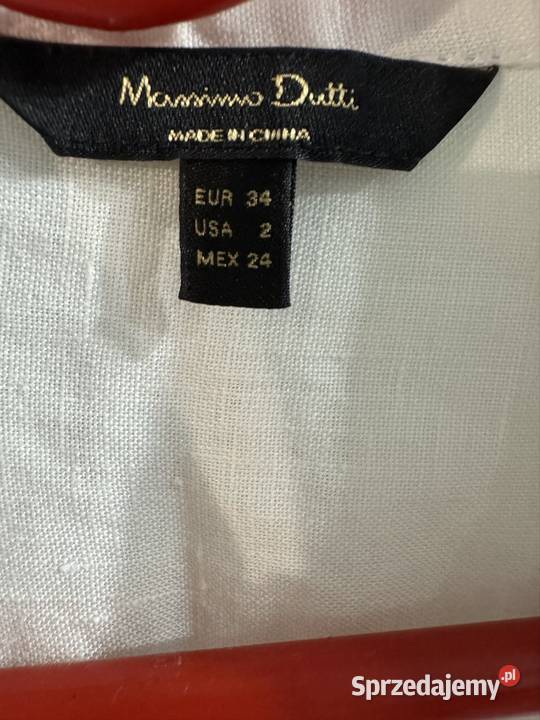 Massimo Dutti
MADE IN CHINA
EUR 34
USA 2
MEX 24
Sprzedajemy.pl